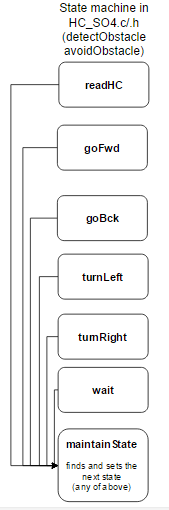 State machine in
HC_SO4.c/.h
(detectObstacle
avoidObstacle)
readHC
goFwd
goBck
turnLeft
turnRight
wait
maintainState
finds and sets the
next state
(any of above)